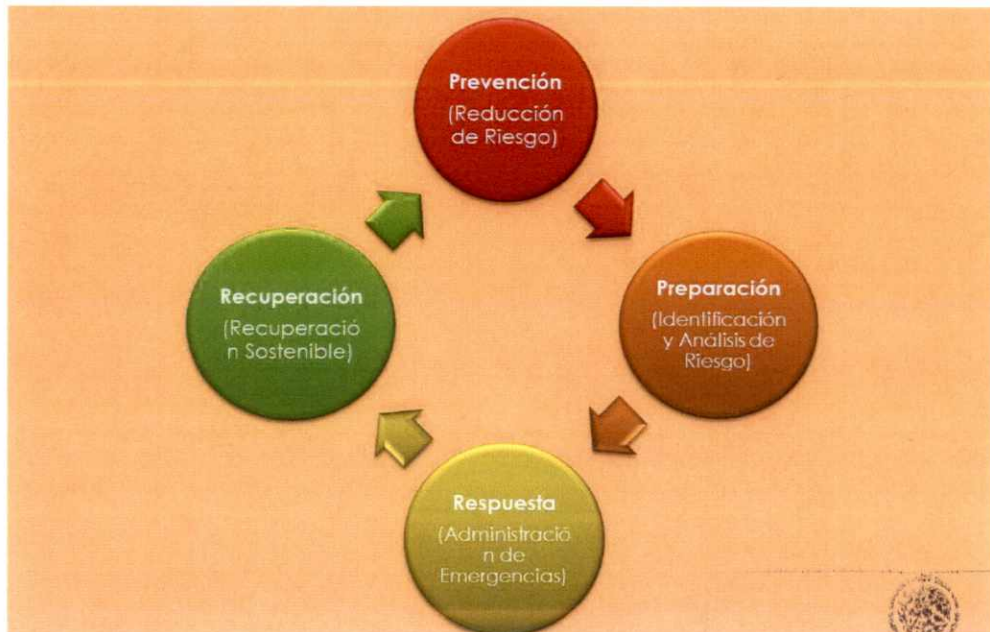 Prevención
(Reducción
de Riesgo)
Preparación
(Identificación
y Análisis de
Riesgo)
Respuesta
(Administració
n de
Emergencias)
Recuperación
(Recuperació
n Sostenible)